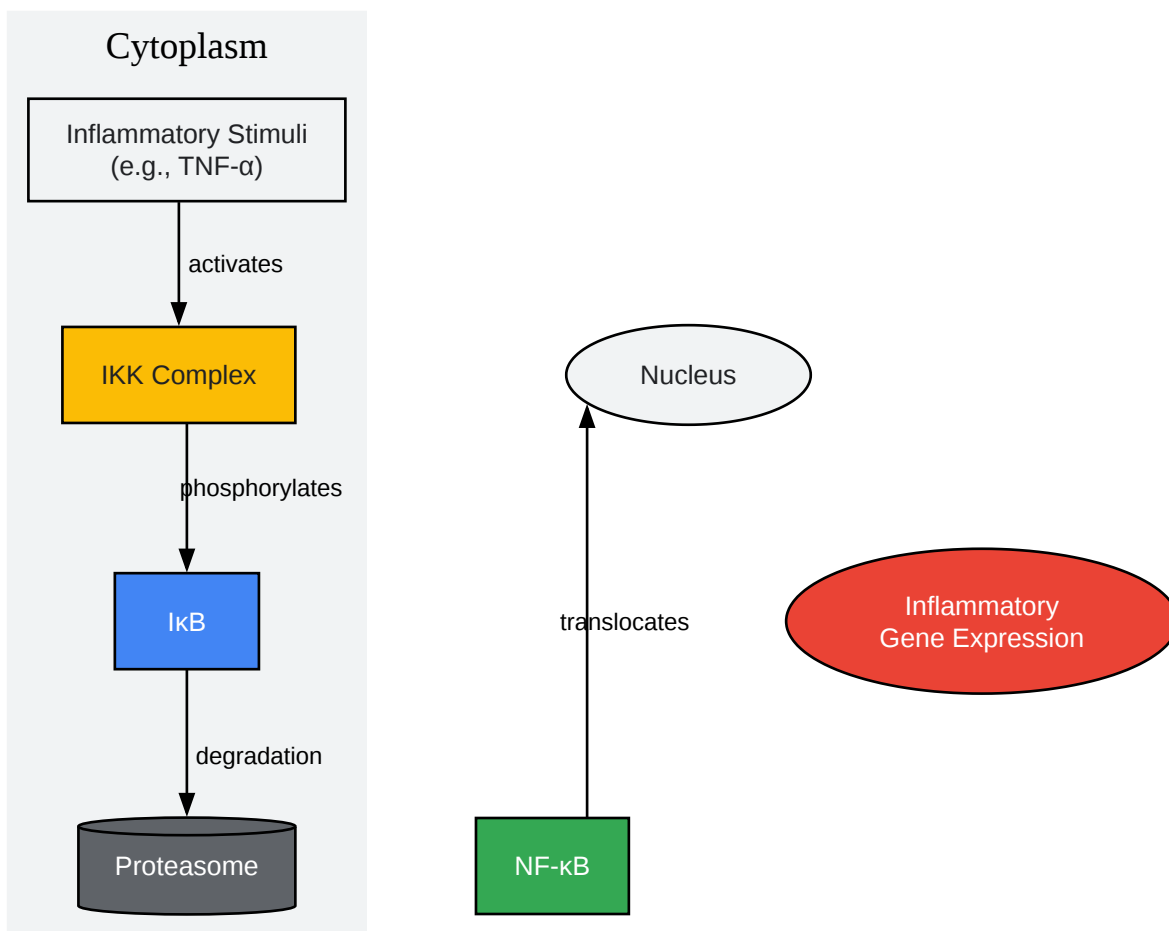 Cytoplasm
Inflammatory Stimuli
(e.g., TNF-α)
activates
IKK Complex
phosphorylates
IκB
degradation
Proteasome
Nucleus
translocates
NF-κB
Inflammatory
Gene Expression